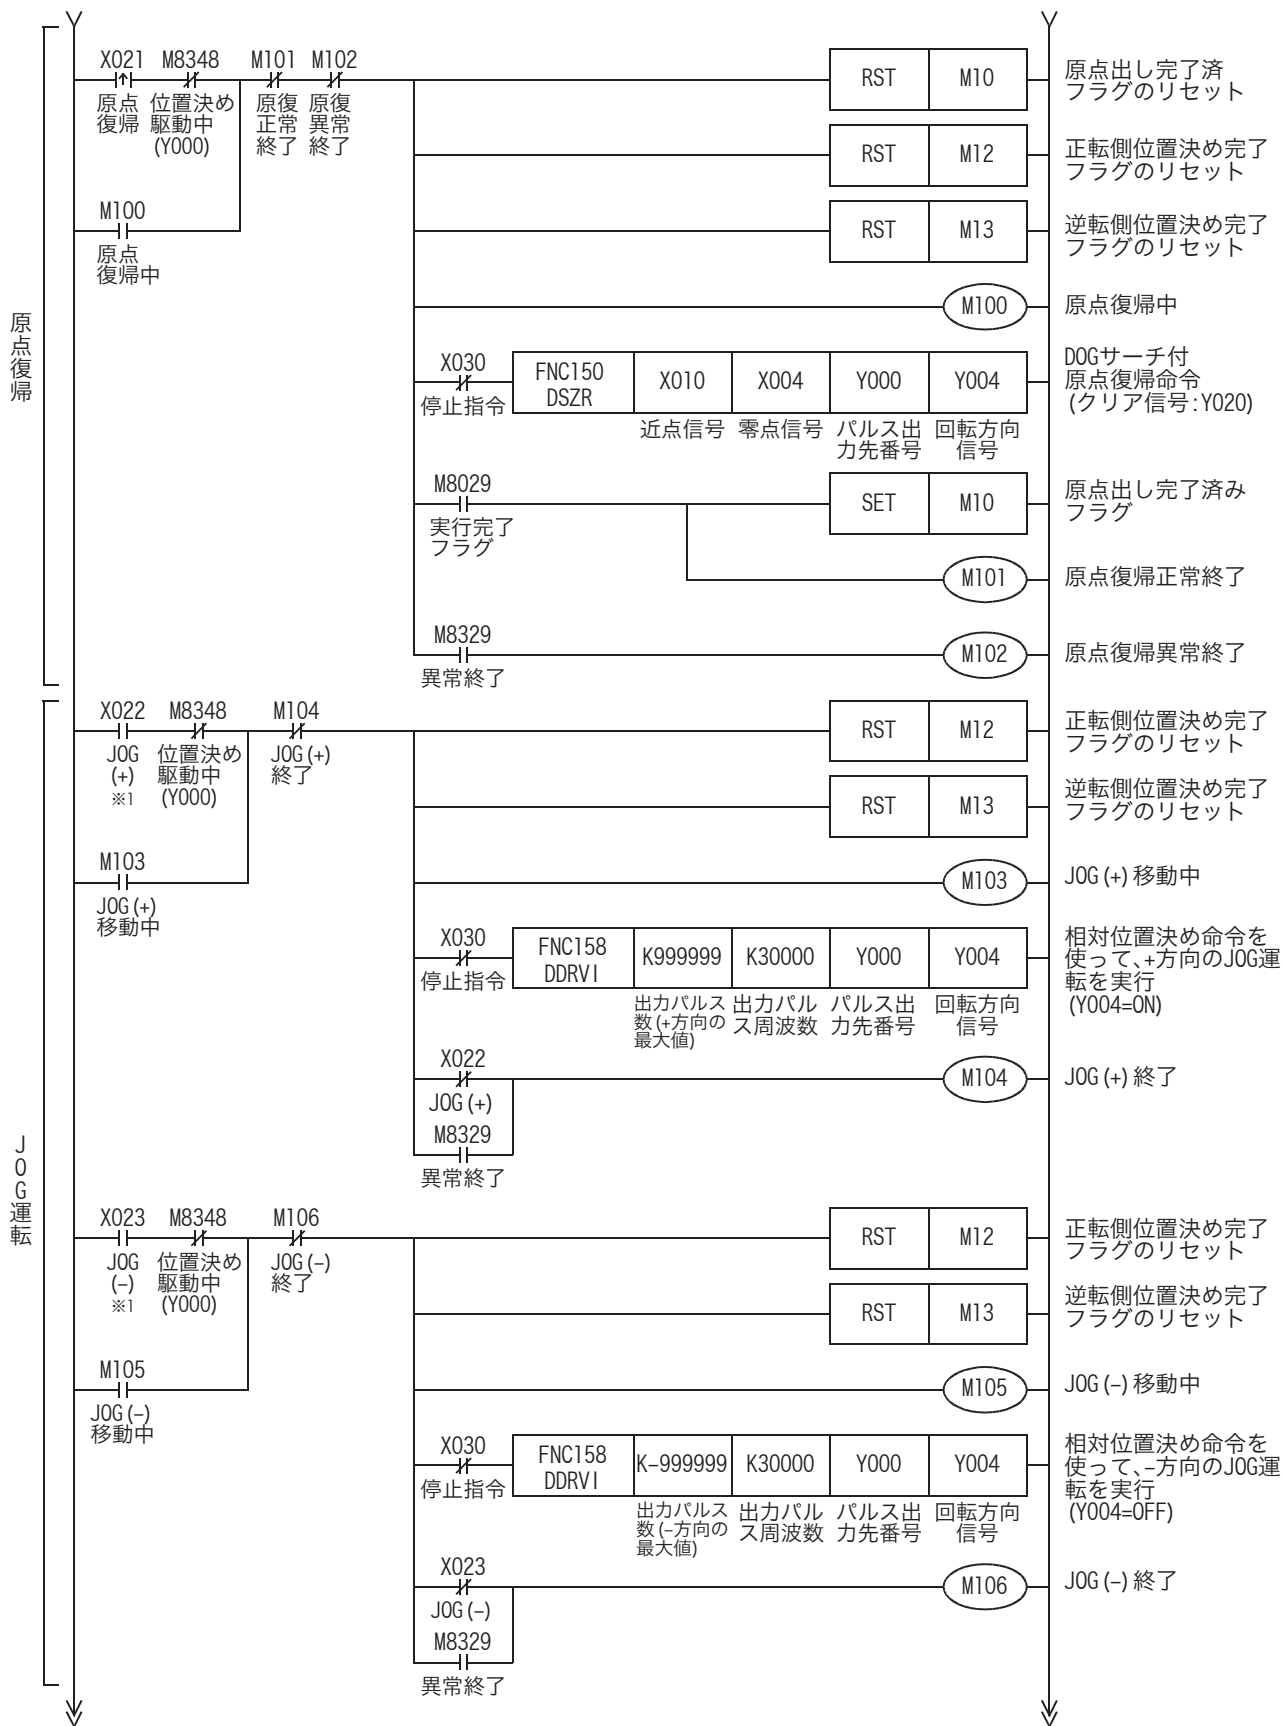 原点復帰
X021 M8348 M101 M102
原点
復帰
位置決め
駆動中
(Y000)
原復
正常
終了
原復
異常
終了
RST M10
原点出し完了済
フラグのリセット
RST M12
正転側位置決め完了
フラグのリセット
M100
原点
復帰中
RST M13
逆転側位置決め完了
フラグのリセット
M100
原点復帰中
X030
停止指令
FNC150
DSZR
X010 X004 Y000 Y004
近点信号
零点信号
パルス出
力先番号
回転方向
信号
DOGサーチ付
原点復帰命令
(クリア信号:Y020)
M8029
実行完了
フラグ
SET M10
原点出し完了済み
フラグ
M101
原点復帰正常終了
M8329
異常終了
M102
原点復帰異常終了
JOG運転
X022 M8348 M104
JOG
(+)
※1
位置決め
駆動中
(Y000)
JOG(+)
終了
RST M12
正転側位置決め完了
フラグのリセット
RST M13
逆転側位置決め完了
フラグのリセット
M103
JOG(+)
移動中
M103
JOG(+)移動中
X030
停止指令
FNC158
DDRVI
K999999 K30000 Y000 Y004
出力パルス
数(+方向の
最大値)
出力パル
ス周波数
パルス出
力先番号
回転方向
信号
相対位置決め命令を
使って、+方向のJOG運
転を実行
(Y004=ON)
X022
JOG(+)
M104
JOG(+)終了
M8329
異常終了
X023 M8348 M106
JOG
(−)
※1
位置決め
駆動中
(Y000)
JOG(−)
終了
RST M12
正転側位置決め完了
フラグのリセット
RST M13
逆転側位置決め完了
フラグのリセット
M105
JOG(−)
移動中
M105
JOG(−)移動中
X030
停止指令
FNC158
DDRVI
K−999999 K30000 Y000 Y004
出力パルス
数(−方向の
最大値)
出力パル
ス周波数
パルス出
力先番号
回転方向
信号
相対位置決め命令を
使って、−方向のJOG運
転を実行
(Y004=OFF)
X023
JOG(−)
M106
JOG(−)終了
M8329
異常終了